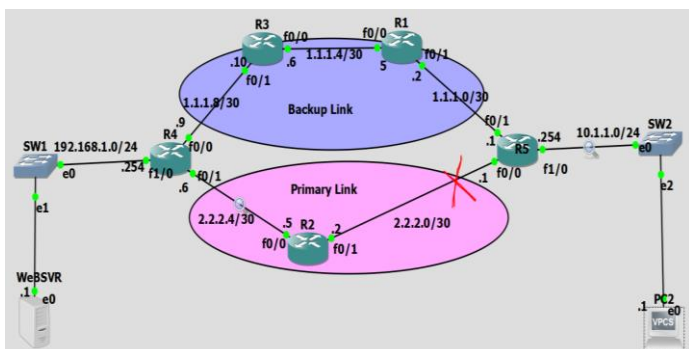 R3
f0/0
.10
.6
f0/1
1.1.1.4/30
f0/0
R1
5
f0/1
.2
1.1.1.8/30
Backup Link
1.1.1.0/30
.9
f0/0
R4
SW1
192.168.1.0/24
e0
.254
f1/0
f0/1
.6
e1
f0/1
.1
R5
.254
f1/0
f0/0
.1
10.1.1.0/24
SW2
e0
e2
Primary Link
2.2.2.4/30
.5
R2
.2
f0/0
f0/1
2.2.2.0/30
WeBSVR
.1
e0
PC2
.1
e0
VPCS